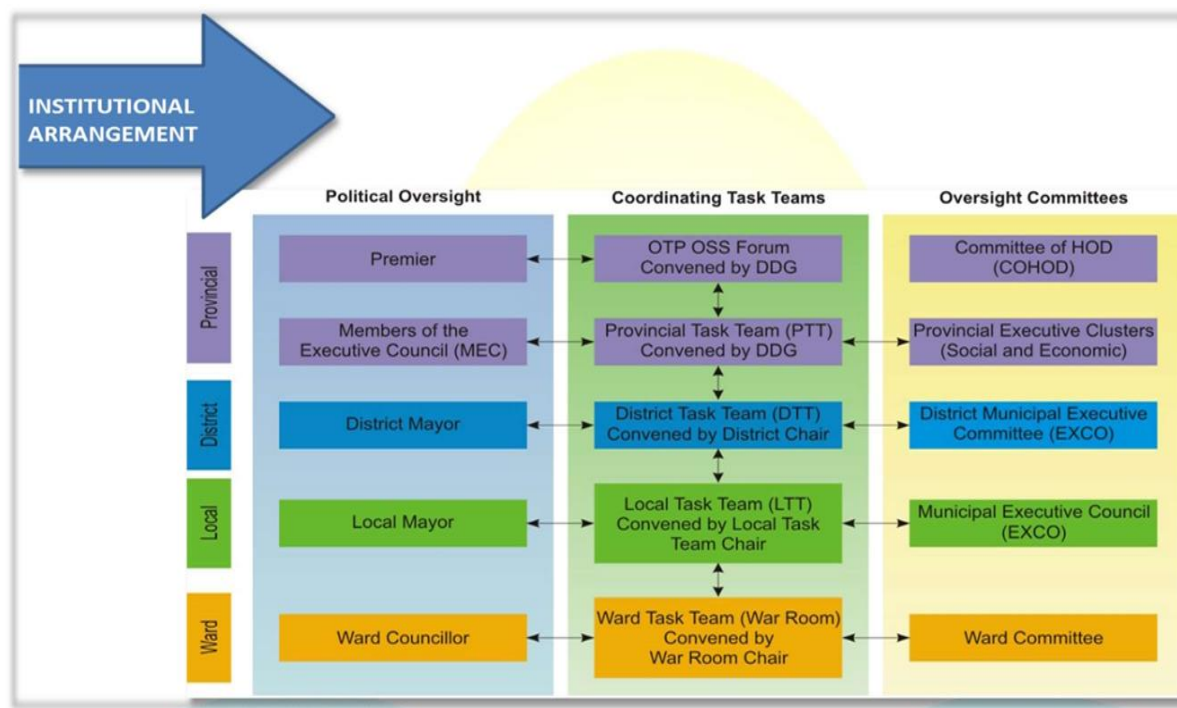 INSTITUTIONAL
ARRANGEMENT
Political Oversight
Coordinating Task Teams
Oversight Committees
Provincial
Premier
OTP OSS Forum
Convened by DDG
Committee of HOD
(COHOD)
Members of the
Executive Council (MEC)
Provincial Task Team (PTT)
Convened by DDG
Provincial Executive Clusters
(Social and Economic)
District
District Mayor
District Task Team (DTT)
Convened by District Chair
District Municipal Executive
Committee (EXCO)
Local
Local Mayor
Local Task Team (LTT)
Convened by Local Task
Team Chair
Municipal Executive Council
(EXCO)
Ward
Ward Councillor
Ward Task Team (War Room)
Convened by
War Room Chair
Ward Committee